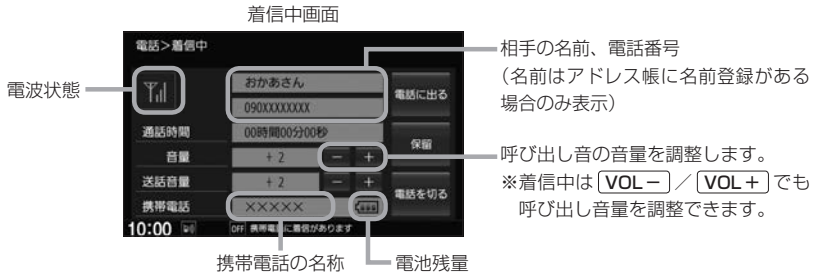 着信中画面
電話>着信中
電波状態
おかあさん
090XXXXXXXX
電話に出る
相手の名前、電話番号
(名前はアドレス帳に名前登録がある
場合のみ表示)
通話時間 00時間00分00秒
保留
音量 +2 - +
呼び出し音の音量を調整します。
※着信中は VOL- / VOL+ でも
呼び出し音量を調整できます。
送話音量 +2 - +
電話を切る
携帯電話 ×××××
10:00 OFF 携帯電話に着信があります
携帯電話の名称
電池残量